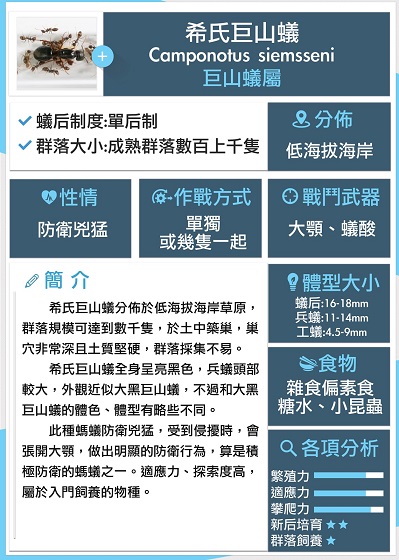 希氏巨山蟻
Camponotus siemsseni
巨山蟻屬
蟻后制度:單后制
群落大小:成熟群落數百上千隻
分佈
低海拔海岸
性情
防衛兇猛
作戰方式
單獨
或幾隻一起
戰鬥武器
大顎、蟻酸
簡介
希氏巨山蟻分佈於低海拔海岸草原，
群落規模可達到數千隻，於土中築巢，巢
穴非常深且土質堅硬，群落採集不易。
希氏巨山蟻全身呈亮黑色，兵蟻頭部
較大，外觀近似大黑巨山蟻，不過和大黑
巨山蟻的體色、體型有略些不同。
此種螞蟻防衛兇猛，受到侵擾時，會
張開大顎，做出明顯的防衛行為，算是積
極防衛的螞蟻之一。適應力、探索度高，
屬於入門飼養的物種。
體型大小
蟻后:16-18mm
兵蟻:11-14mm
工蟻:4.5-9mm
食物
雜食偏素食
糖水、小昆蟲
各項分析
繁殖力
適應力
攀爬力
新后培育 ★★
群落飼養 ★